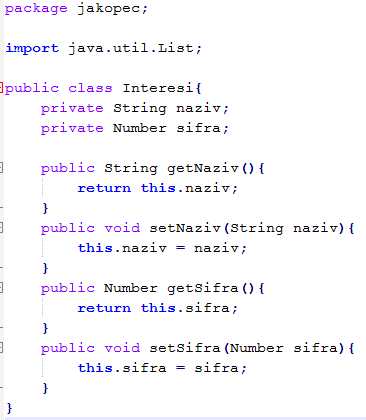 package jakopec;
import java.util.List;
public class Interesi{
private String naziv;
private Number sifra;
public String getNaziv(){
return this.naziv;
}
public void setNaziv(String naziv){
this.naziv = naziv;
}
public Number getSifra(){
return this.sifra;
}
public void setSifra(Number sifra){
this.sifra = sifra;
}
}